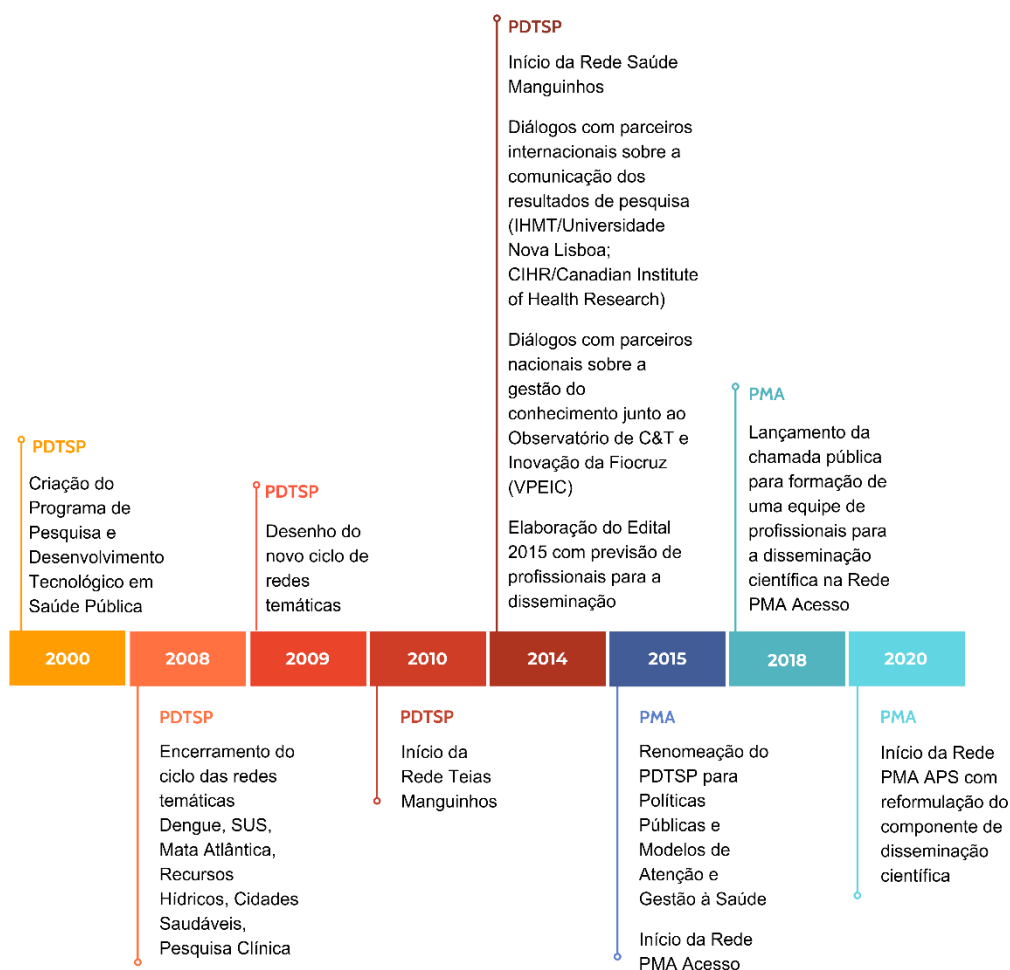 PDTSP
Início da Rede Saúde
Manguinhos
Diálogos com parceiros
internacionais sobre a
comunicação dos
resultados de pesquisa
(IHMT/Universidade
Nova Lisboa;
CIHR/Canadian Institute
of Health Research)
Diálogos com parceiros
nacionais sobre a
gestão do
conhecimento junto ao
Observatório de C&T e
Inovação da Fiocruz
(VPEIC)
Elaboração do Edital
2015 com previsão de
profissionais para a
disseminação
PMA
Lançamento da
chamada pública
para formação de
uma equipe de
profissionais para
a disseminação
científica na Rede
PMA Acesso
PDTSP
Criação do
Programa de
Pesquisa e
Desenvolvimento
Tecnológico em
Saúde Pública
PDTSP
Desenho do
novo ciclo de
redes
temáticas
2000
2008
2009
2010
2014
2015
2018
2020
PDTSP
Encerramento do
ciclo das redes
temáticas
Dengue, SUS,
Mata Atlântica,
Recursos
Hídricos, Cidades
Saudáveis,
Pesquisa Clínica
PDTSP
Início da
Rede Teias
Manguinhos
PMA
Renomeação do
PDTSP para
Políticas
Públicas e
Modelos de
Atenção e
Gestão à Saúde
Início da Rede
PMA Acesso
PMA
Início da Rede
PMA APS com
reformulação do
componente de
disseminação
científica